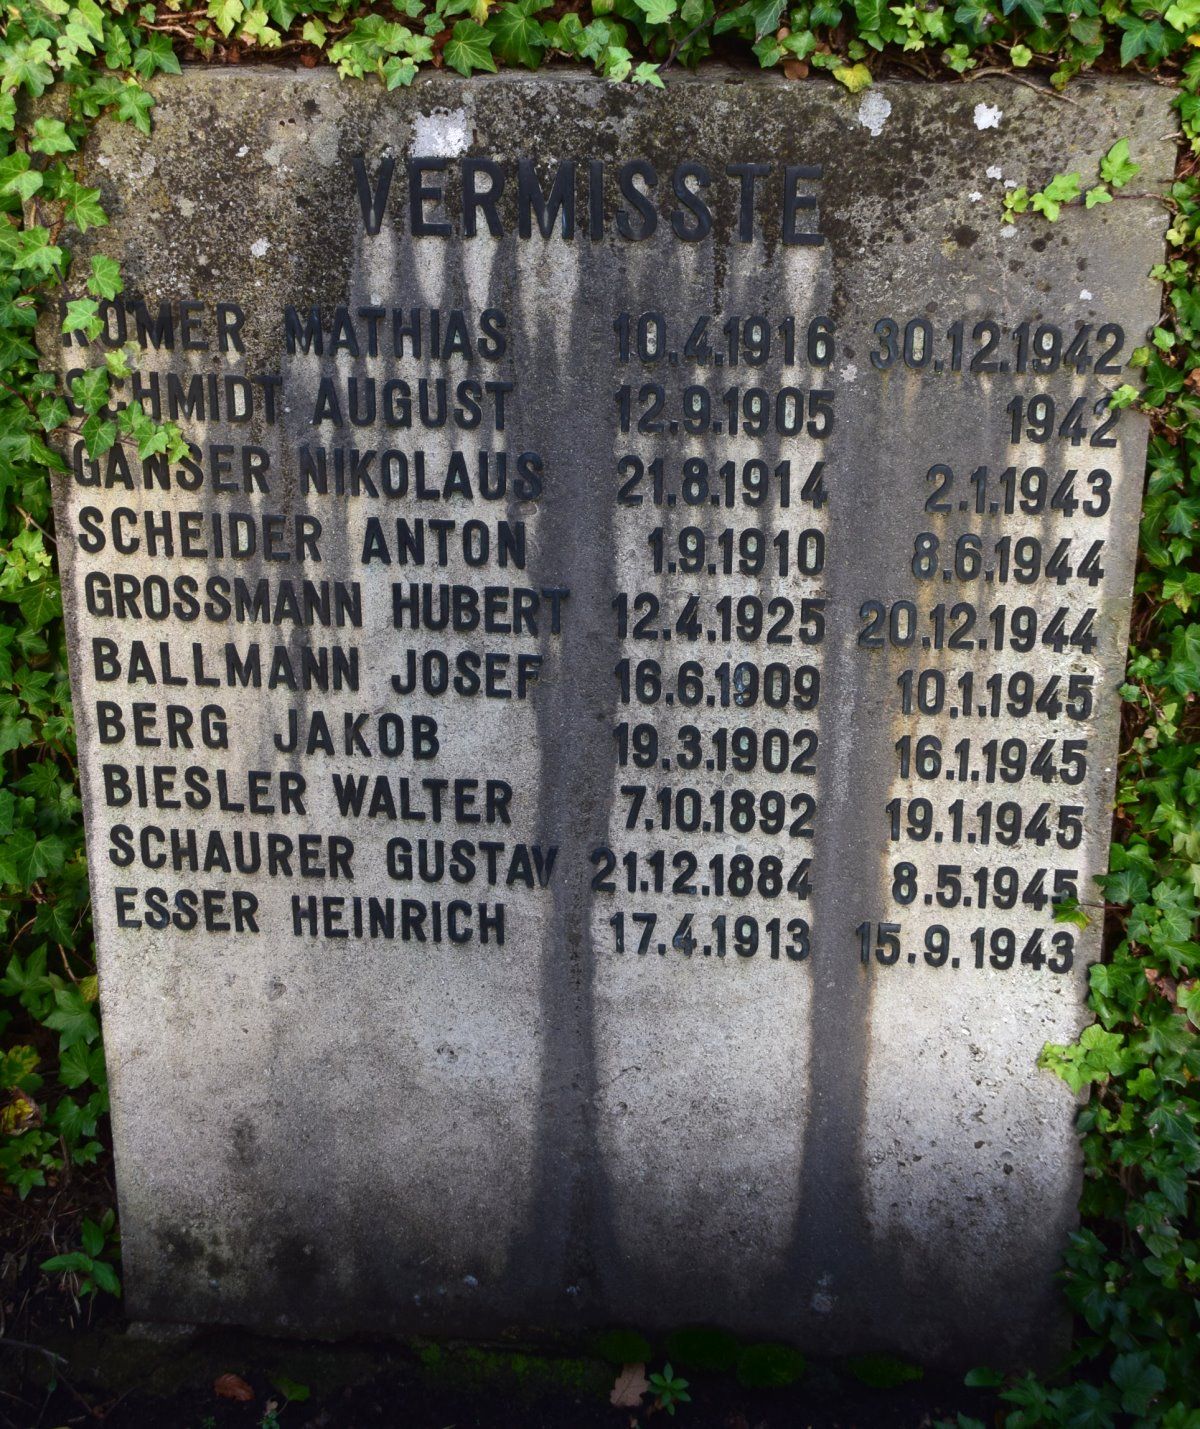 VERMISSTE
RÖMER MATHIAS 10.4.1916 30.12.1942
SCHMIDT AUGUST 12.9.1905 1942
GANSER NIKOLAUS 21.8.1914 2.1.1943
SCHEIDER ANTON 1.9.1910 8.6.1944
GROSSMANN HUBERT 12.4.1925 20.12.1944
BALLMANN JOSEF 16.6.1909 10.1.1945
BERG JAKOB 19.3.1902 16.1.1945
BIESLER WALTER 7.10.1892 19.1.1945
SCHAURER GUSTAV 21.12.1884 8.5.1945
ESSER HEINRICH 17.4.1913 15.9.1943